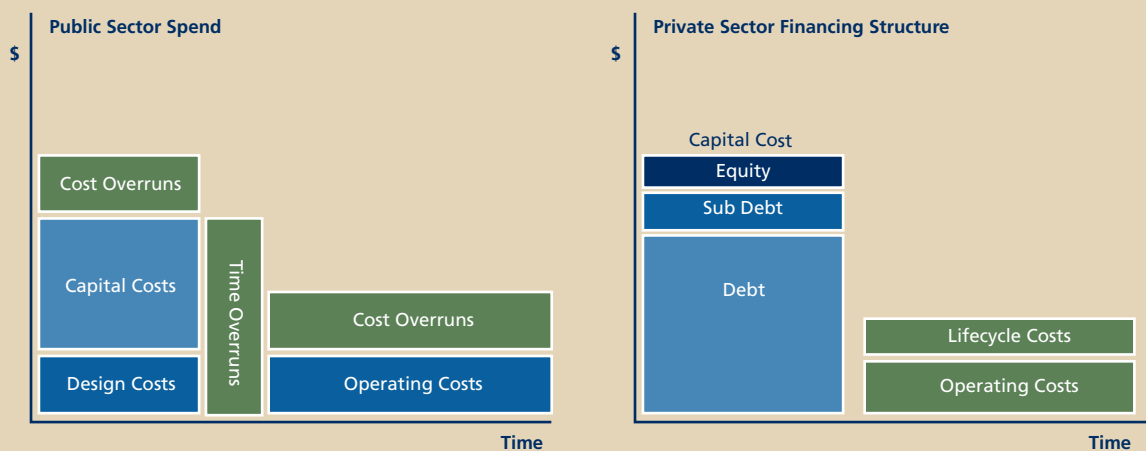 Public Sector Spend
$
Cost Overruns
Capital Costs
Design Costs
Time Overruns
Cost Overruns
Operating Costs
Time
Private Sector Financing Structure
$
Capital Cost
Equity
Sub Debt
Debt
Lifecycle Costs
Operating Costs
Time